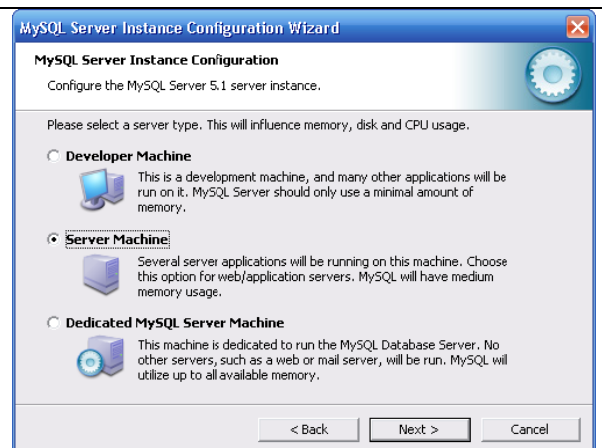 MySQL Server Instance Configuration Wizard
MySQL Server Instance Configuration
Configure the MySQL Server 5.1 server instance.
Please select a server type. This will influence memory, disk and CPU usage.
Developer Machine
This is a development machine, and many other applications will be
run on it. MySQL Server should only use a minimal amount of
memory.
Server Machine
Several server applications will be running on this machine. Choose
this option for web/application servers. MySQL will have medium
memory usage.
Dedicated MySQL Server Machine
This machine is dedicated to run the MySQL Database Server. No
other servers, such as a web or mail server, will be run. MySQL will
utilize up to all available memory.
< Back Next > Cancel